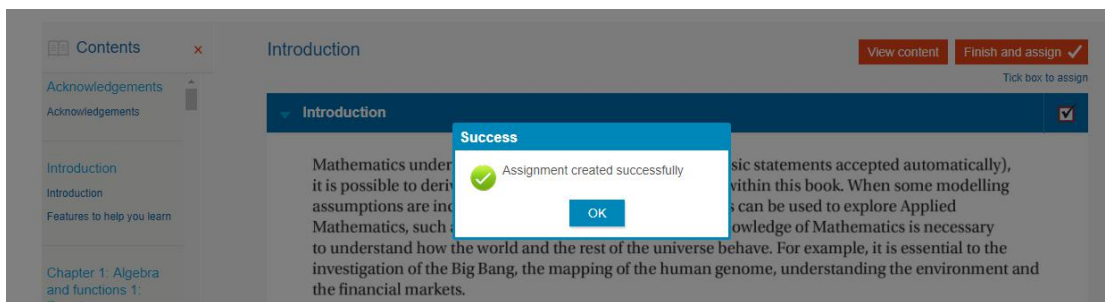 Contents
×
Acknowledgements
Acknowledgements
Introduction
Introduction
Features to help you learn
Chapter 1: Algebra
and functions 1:
Introduction
View content
Finish and assign
Tick box to assign
Introduction
Success
Assignment created successfully
OK
Mathematics under sic statements accepted automatically),
it is possible to deri within this book. When some modelling
assumptions are in s can be used to explore Applied
Mathematics, such owledge of Mathematics is necessary
to understand how the world and the rest of the universe behave. For example, it is essential to the
investigation of the Big Bang, the mapping of the human genome, understanding the environment and
the financial markets.